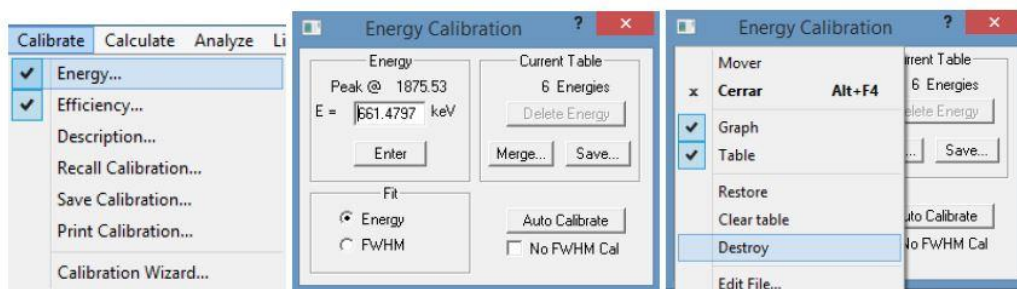 Calibrate Calculate Analyze Li
Energy...
Efficiency...
Description...
Recall Calibration...
Save Calibration...
Print Calibration...
Calibration Wizard...
Energy Calibration ? ×
Energy
Peak @ 1875.53
E = 661.4797 keV
Enter
Fit
Energy
FWHM
Current Table
6 Energies
Delete Energy
Merge... Save...
Auto Calibrate
No FWHM Cal
Energy Calibration ? ×
Mover
x Cerrar Alt+F4
Graph
Table
Restore
Clear table
Destroy
Edit File...
rrent Table
6 Energies
elete Energy
... Save...
uto Calibrate
No FWHM Cal